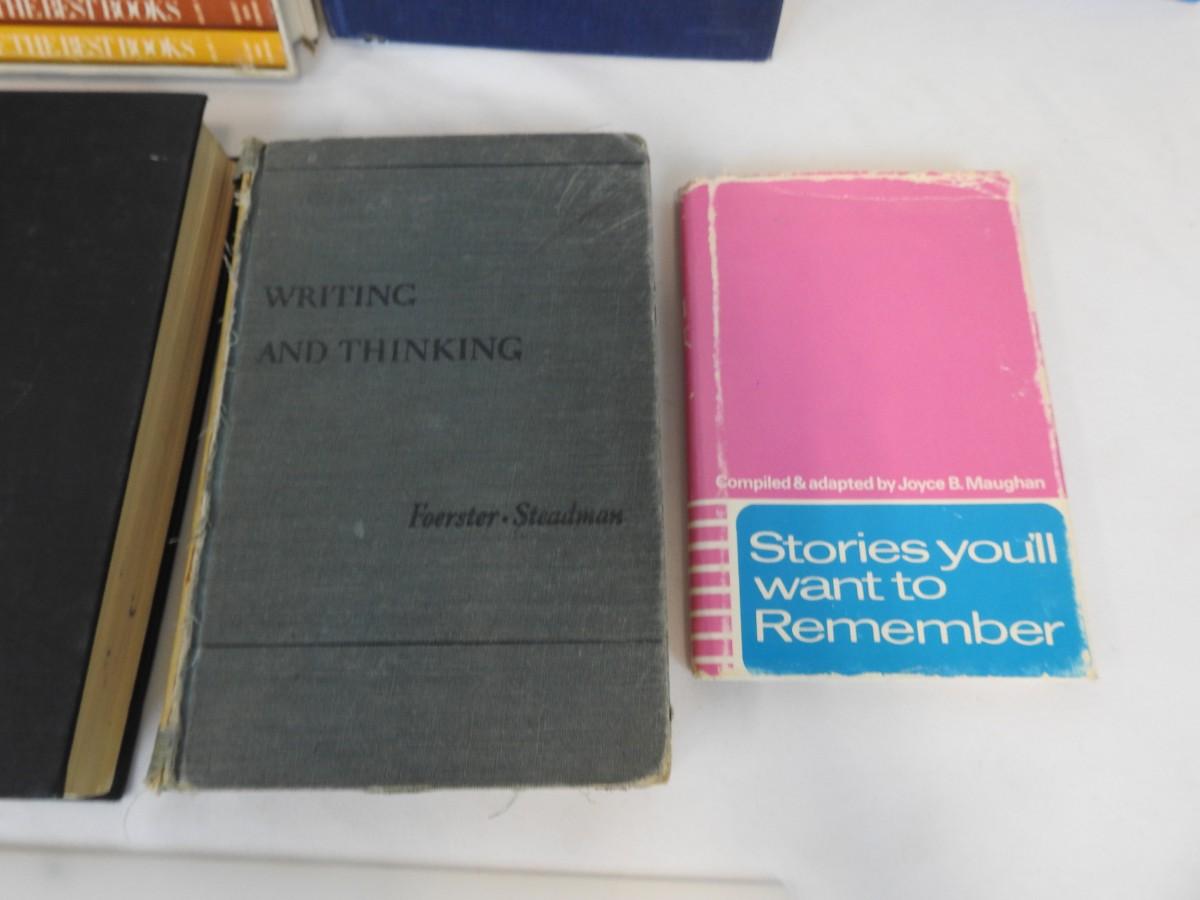 THE BEST BOOKS
THE BEST BOOKS
WRITING
AND THINKING
Foerster • Steadman
Compiled & adapted by Joyce B. Maughan
Stories you'll
want to
Remember